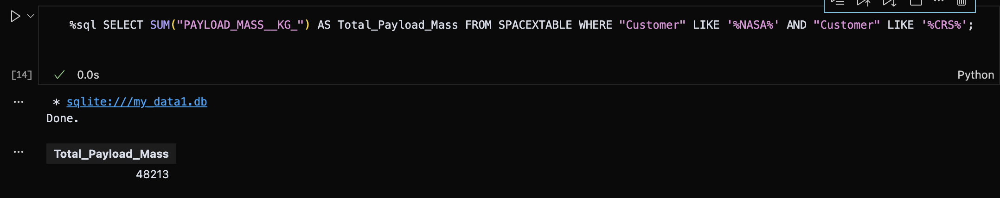 %sql SELECT SUM("PAYLOAD_MASS__KG_") AS Total_Payload_Mass FROM SPACEXTABLE WHERE "Customer" LIKE '%NASA%' AND "Customer" LIKE '%CRS%';
[14]
0.0s
Python
* sqlite:///my_data1.db
Done.
Total_Payload_Mass
48213